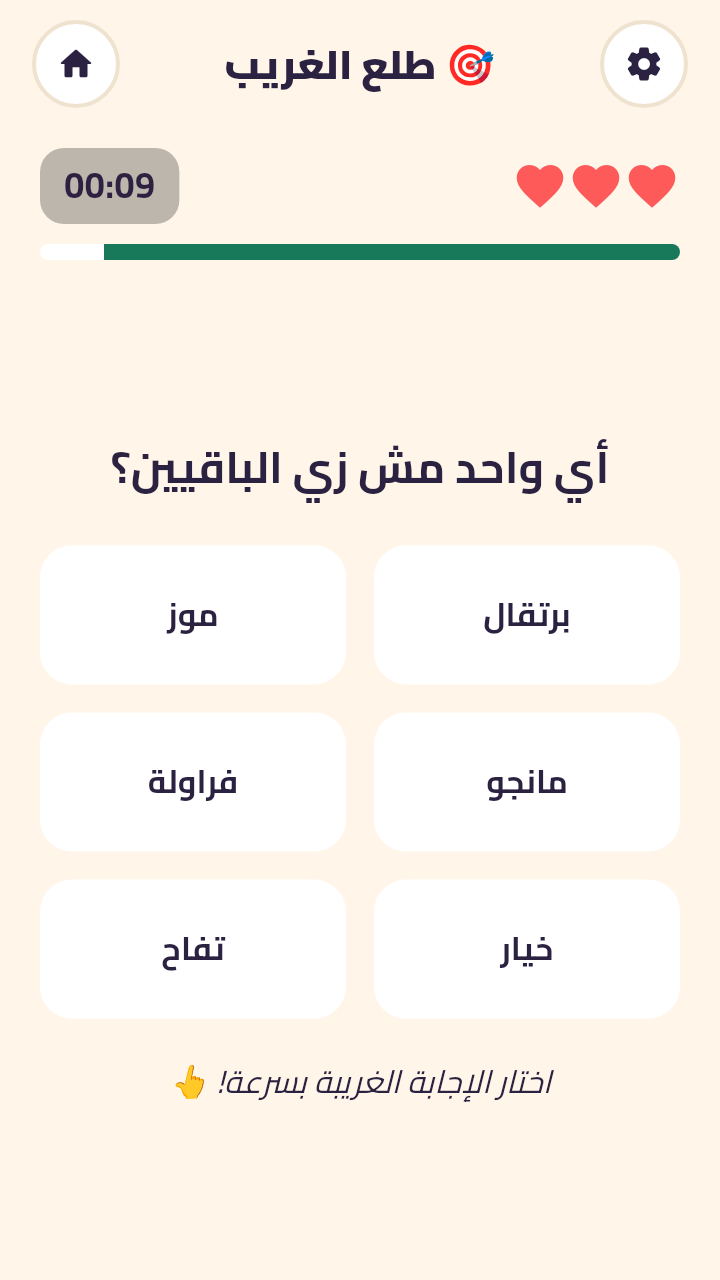 🎯 طلع الغريب
00:09
أي واحد مش زي الباقيين؟
برتقال
موز
مانجو
فراولة
خيار
تفاح
اختار الإجابة الغريبة بسرعة! 👆